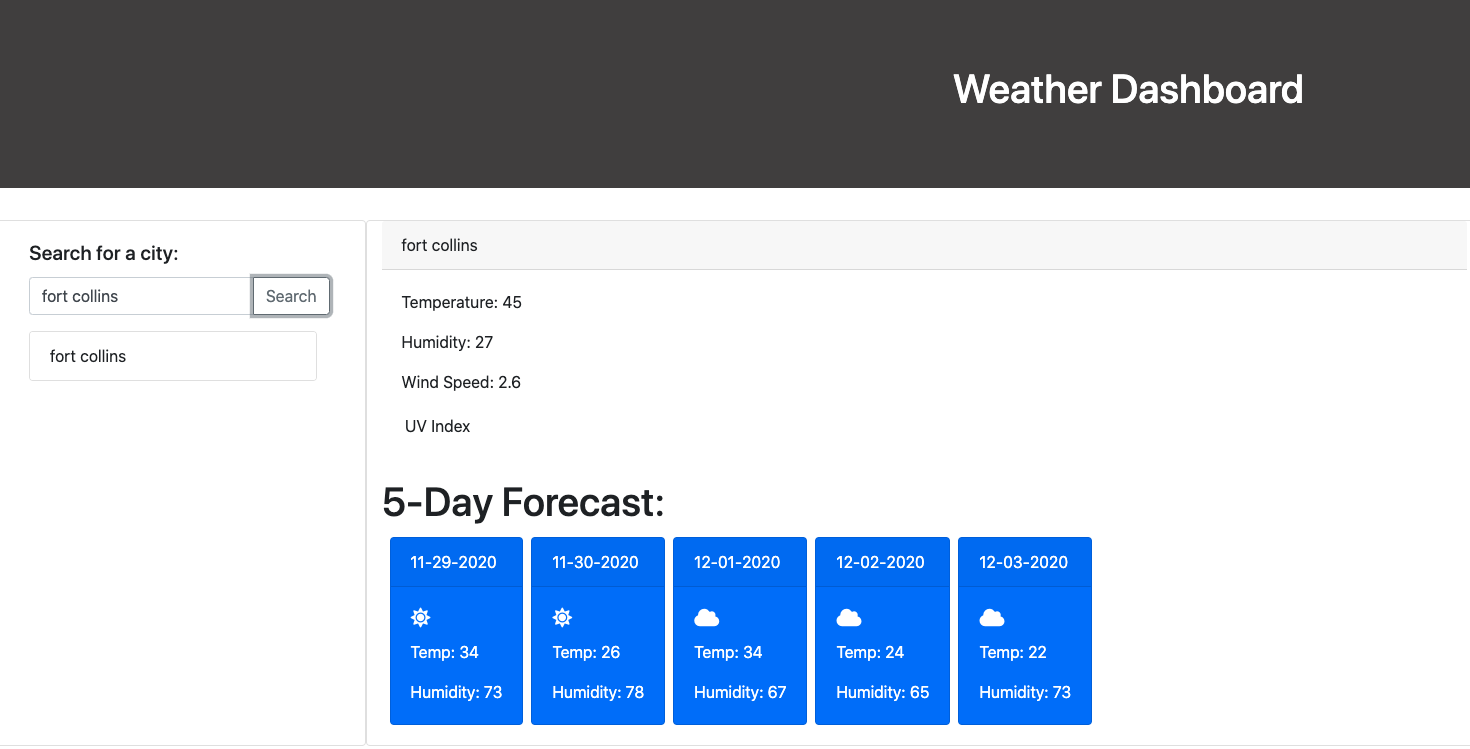 Weather Dashboard
Search for a city:
fort collins
Search
fort collins
fort collins
Temperature: 45
Humidity: 27
Wind Speed: 2.6
UV Index
5-Day Forecast:
11-29-2020
Temp: 34
Humidity: 73
11-30-2020
Temp: 26
Humidity: 78
12-01-2020
Temp: 34
Humidity: 67
12-02-2020
Temp: 24
Humidity: 65
12-03-2020
Temp: 22
Humidity: 73